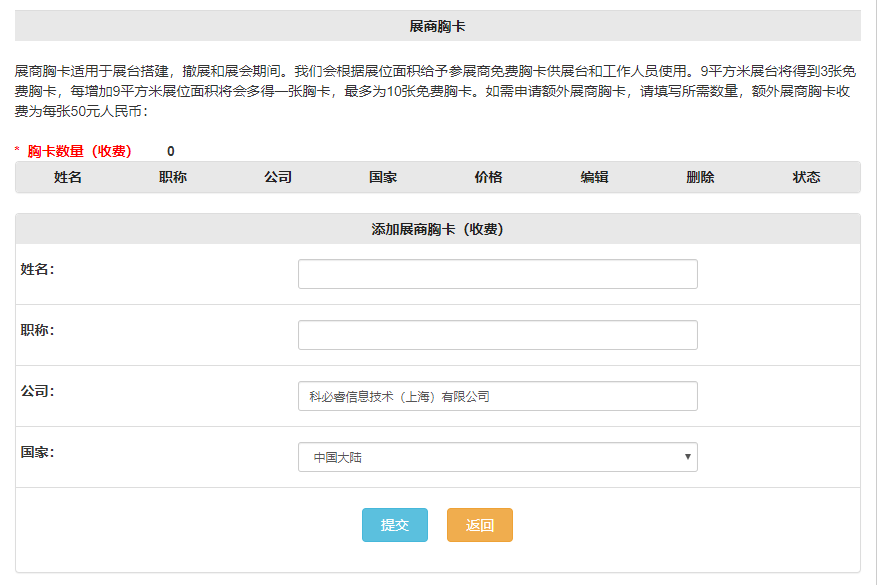 展商胸卡
展商胸卡适用于展台搭建，撤展和展会期间。我们会根据展位面积给予参展商免费胸卡供展台和工作人员使用。9平方米展台将得到3张免
费胸卡，每增加9平方米展位面积将会多得一张胸卡，最多为10张免费胸卡。如需申请额外展商胸卡，请填写所需数量，额外展商胸卡收
费为每张50元人民币：
* 胸卡数量（收费） 0
姓名 职称 公司 国家 价格 编辑 删除 状态
添加展商胸卡（收费）
姓名：
职称：
公司： 科必睿信息技术（上海）有限公司
国家： 中国大陆
提交 返回